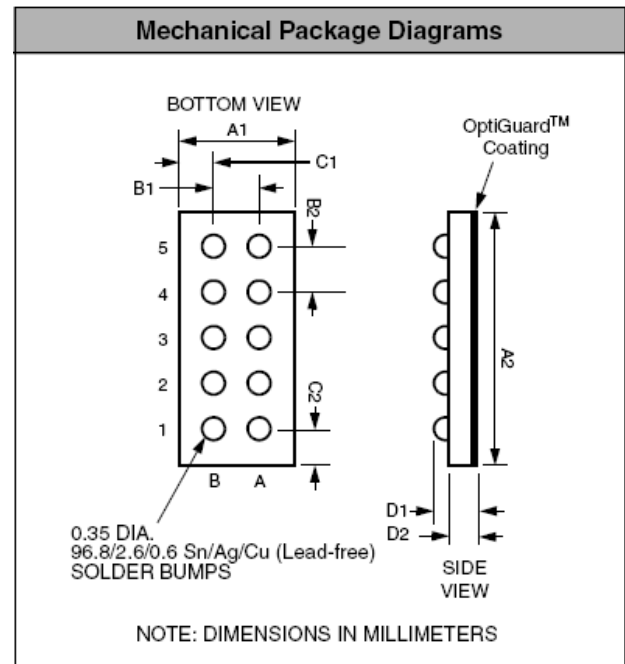 Mechanical Package Diagrams
BOTTOM VIEW
A1
OptiGuard™
Coating
C1
B1
B2
5
4
3
2
1
A2
C2
B A
D1
D2
0.35 DIA.
96.8/2.6/0.6 Sn/Ag/Cu (Lead-free)
SOLDER BUMPS
SIDE
VIEW
NOTE: DIMENSIONS IN MILLIMETERS